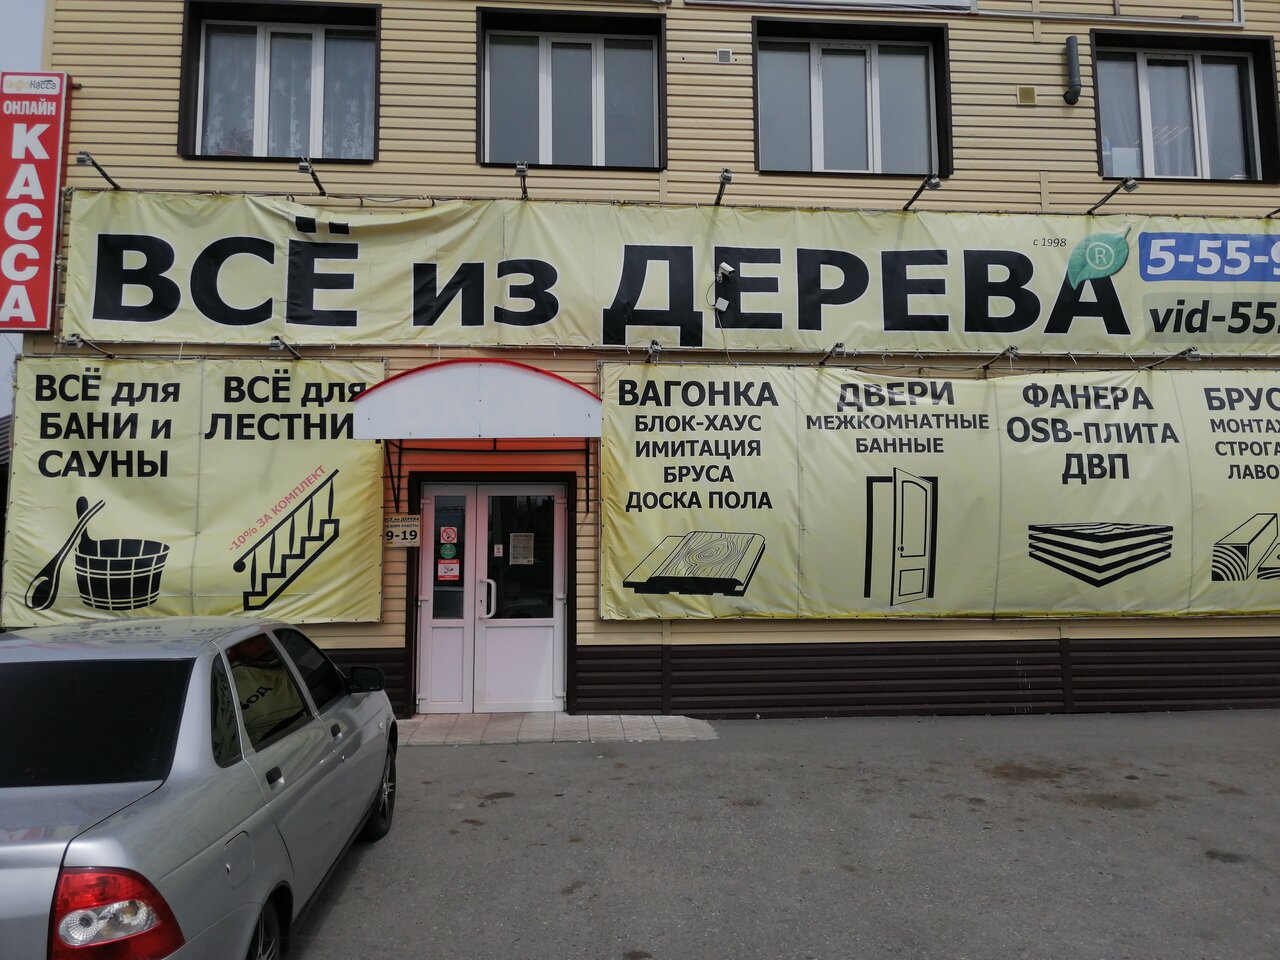 ОНЛАЙН
КАССА
ВСЁ из ДЕРЕВА
с 1998
®
5-55-9
vid-55.
ВСЁ для
БАНИ и
САУНЫ
ВСЁ для
ЛЕСТНИ
-10% ЗА КОМПЛЕКТ
ВСЁ из ДЕРЕВА
РЕЖИМ РАБОТЫ
9-19
ВАГОНКА
БЛОК-ХАУС
ИМИТАЦИЯ
БРУСА
ДОСКА ПОЛА
ДВЕРИ
МЕЖКОМНАТНЫЕ
БАННЫЕ
ФАНЕРА
OSB-ПЛИТА
ДВП
БРУС
МОНТАЖ
СТРОГА
ЛАВО